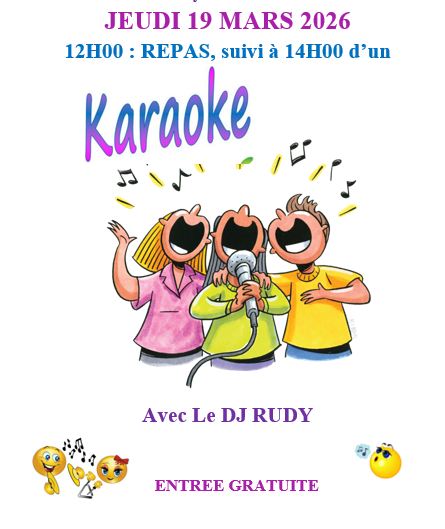 JEUDI 19 MARS 2026
12H00 : REPAS, suivi à 14H00 d’un
Karaoke
Avec Le DJ RUDY
ENTREE GRATUITE